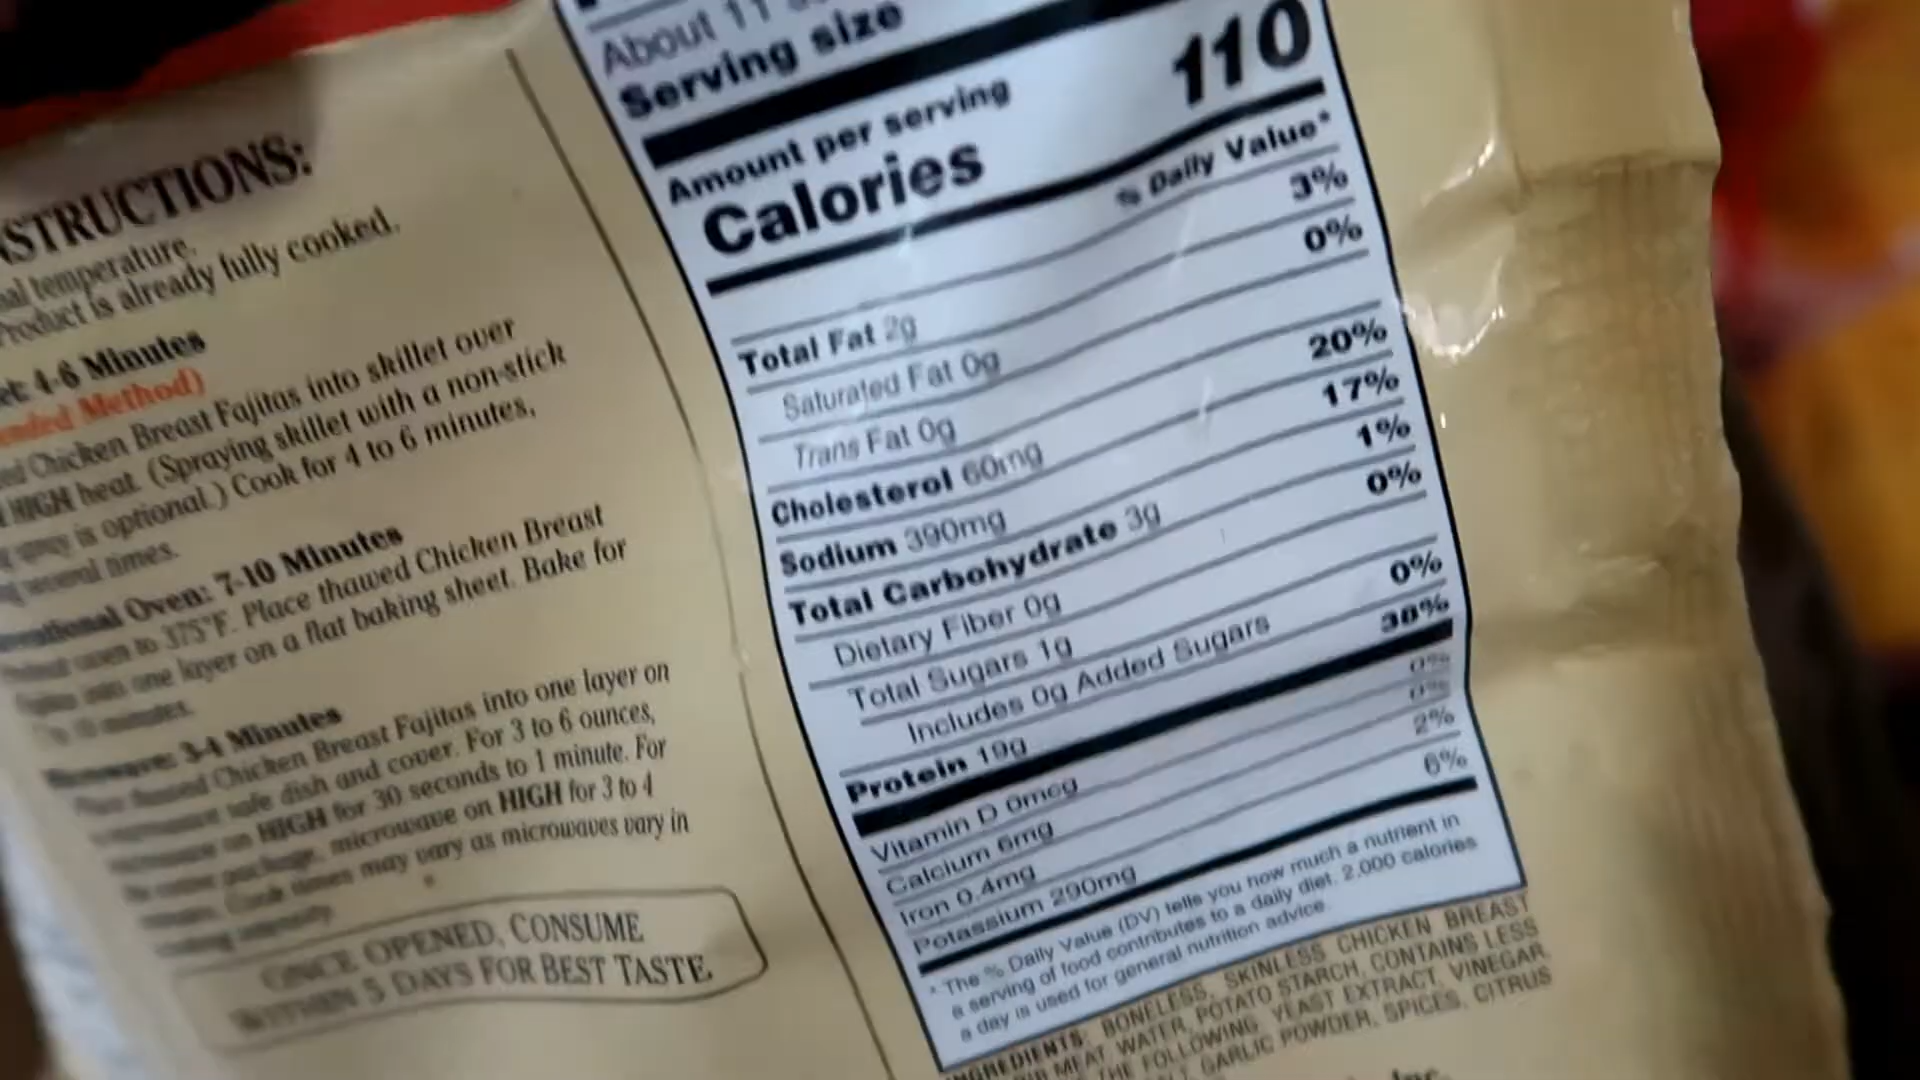 STRUCTIONS:
al temperature.
Product is already fully cooked.
4-6 Minutes
Method)
Chicken Breast Fajitas into skillet over
HIGH heat. (Spraying skillet with a non-stick
is optional.) Cook for 4 to 6 minutes,
several times.
Oven: 7-10 Minutes
oven to 375°F. Place thawed Chicken Breast
one layer on a flat baking sheet. Bake for
minutes.
3-4 Minutes
Chicken Breast Fajitas into one layer on
safe dish and cover. For 3 to 6 ounces,
on HIGH for 30 seconds to 1 minute. For
package, microwave on HIGH for 3 to 4
Cook times may vary as microwaves vary in
ONCE OPENED, CONSUME
WITHIN 5 DAYS FOR BEST TASTE.
About 11
Serving size
Amount per serving
Calories 110
% Daily Value*
Total Fat 2g 3%
Saturated Fat 0g 0%
Trans Fat 0g
Cholesterol 60mg 20%
Sodium 390mg 17%
Total Carbohydrate 3g 1%
Dietary Fiber 0g 0%
Total Sugars 1g
Includes 0g Added Sugars 0%
Protein 19g 38%
Vitamin D 0mcg 0%
Calcium 6mg 0%
Iron 0.4mg 2%
Potassium 290mg 6%
* The % Daily Value (DV) tells you how much a nutrient in
a serving of food contributes to a daily diet. 2,000 calories
a day is used for general nutrition advice.
INGREDIENTS: BONELESS, SKINLESS CHICKEN BREAST
MEAT, WATER, POTATO STARCH, CONTAINS LESS
THE FOLLOWING: YEAST EXTRACT, VINEGAR,
GARLIC POWDER, SPICES, CITRUS
Inc.